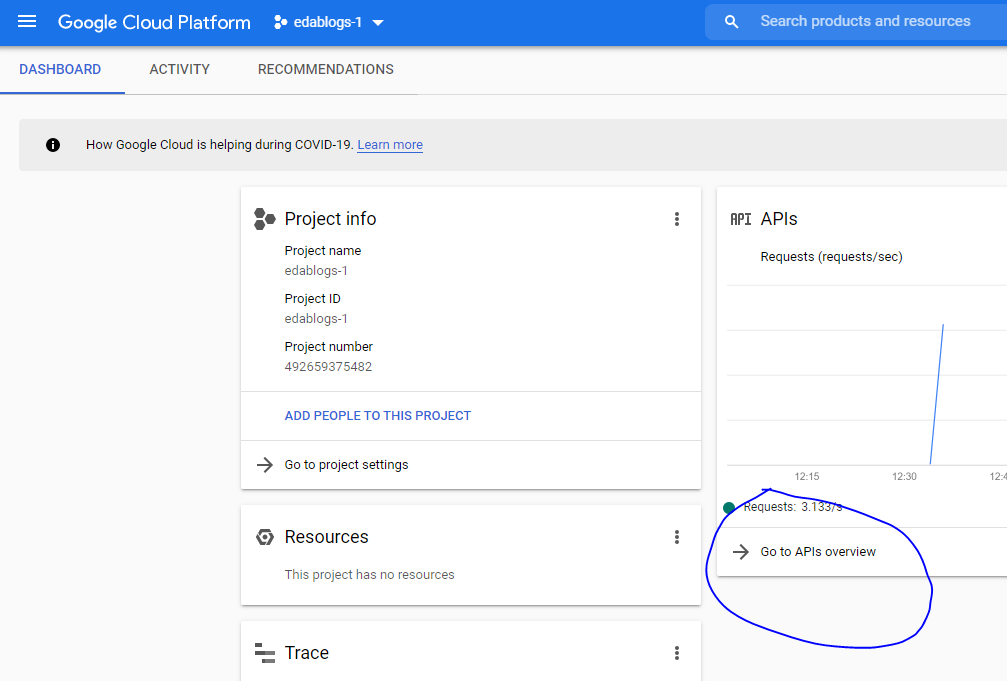 Google Cloud Platform edablogs-1 Search products and resources
DASHBOARD ACTIVITY RECOMMENDATIONS
How Google Cloud is helping during COVID-19. Learn more
Project info
Project name
edablogs-1
Project ID
edablogs-1
Project number
492659375482
ADD PEOPLE TO THIS PROJECT
Go to project settings
Resources
This project has no resources
Trace
API APIs
Requests (requests/sec)
12:15 12:30 12:4
Requests: 3.133/s
Go to APIs overview